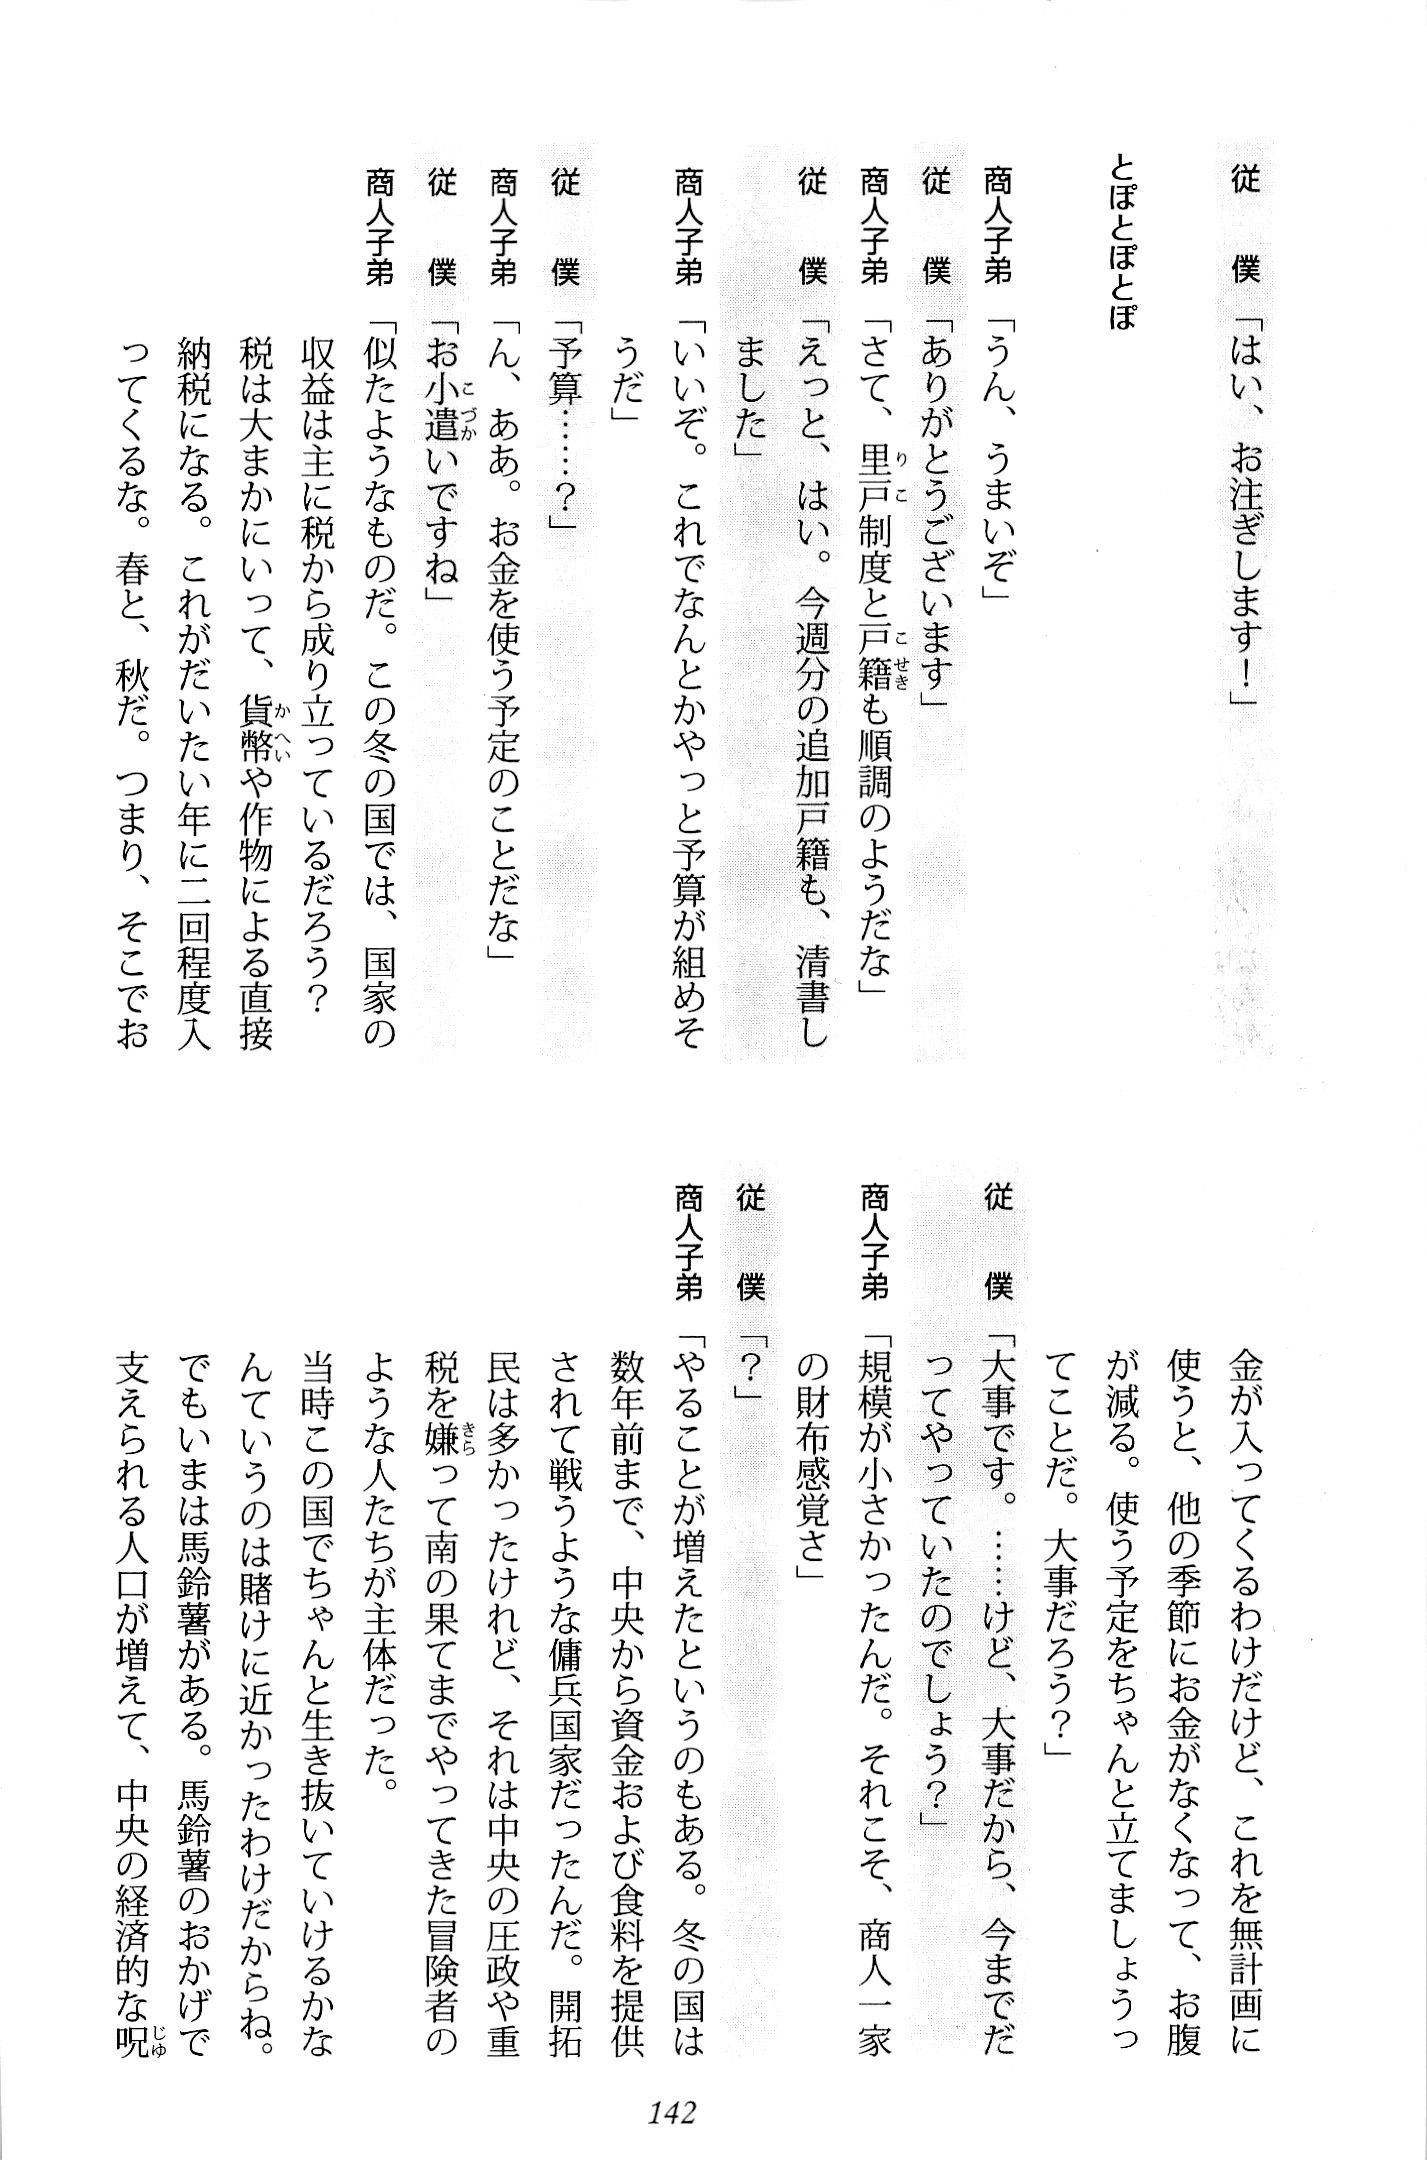 従　僕「はい、お注ぎします！」
とぽとぽとぽ
商人子弟「うん、うまいぞ」
従　僕「ありがとうございます」
商人子弟「さて、里戸制度と戸籍も順調のようだな」
従　僕「えっと、はい。今週分の追加戸籍も、清書し
ました」
商人子弟「いいぞ。これでなんとかやっと予算が組めそ
うだ」
従　僕「予算……？」
商人子弟「ん、ああ。お金を使う予定のことだな」
従　僕「お小遣いですね」
商人子弟「似たようなものだ。この冬の国では、国家の
収益は主に税から成り立っているだろう？
税は大まかにいって、貨幣や作物による直接
納税になる。これがだいたい年に二回程度入
ってくるな。春と、秋だ。つまり、そこでお
金が入ってくるわけだけど、これを無計画に
使うと、他の季節にお金がなくなって、お腹
が減る。使う予定をちゃんと立てましょうっ
てことだ。大事だろう？」
従　僕「大事です。……けど、大事だから、今までだ
ってやっていたのでしょう？」
商人子弟「規模が小さかったんだ。それこそ、商人一家
の財布感覚さ」
従　僕「？」
商人子弟「やることが増えたというのもある。冬の国は
数年前まで、中央から資金および食料を提供
されて戦うような傭兵国家だったんだ。開拓
民は多かったけれど、それは中央の圧政や重
税を嫌って南の果てまでやってきた冒険者の
ような人たちが主体だった。
当時この国でちゃんと生き抜いていけるかな
んていうのは賭けに近かったわけだからね。
でもいまは馬鈴薯がある。馬鈴薯のおかげで
支えられる人口が増えて、中央の経済的な呪
142